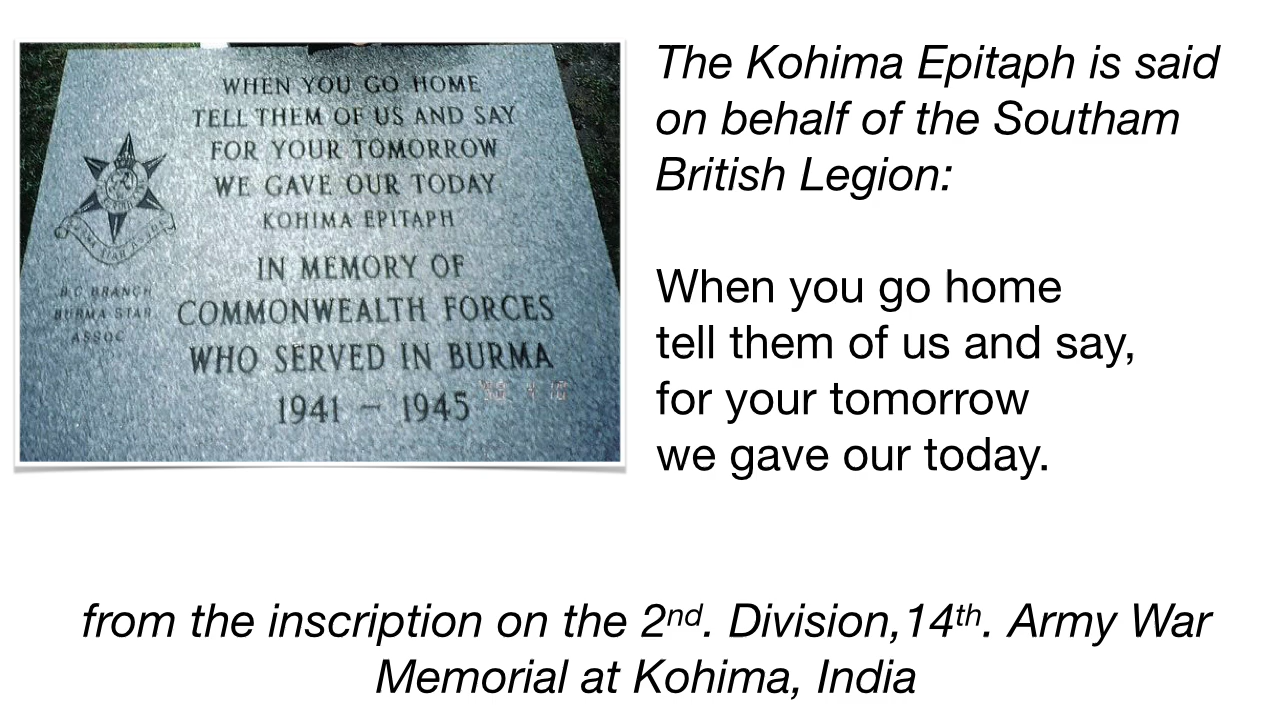 WHEN YOU GO HOME
TELL THEM OF US AND SAY
FOR YOUR TOMORROW
WE GAVE OUR TODAY
KOHIMA EPITAPH
IN MEMORY OF
COMMONWEALTH FORCES
WHO SERVED IN BURMA
1941 – 1945
B.C. BRANCH
BURMA STAR
ASSOC
The Kohima Epitaph is said
on behalf of the Southam
British Legion:
When you go home
tell them of us and say,
for your tomorrow
we gave our today.
from the inscription on the 2nd. Division,14th. Army War
Memorial at Kohima, India